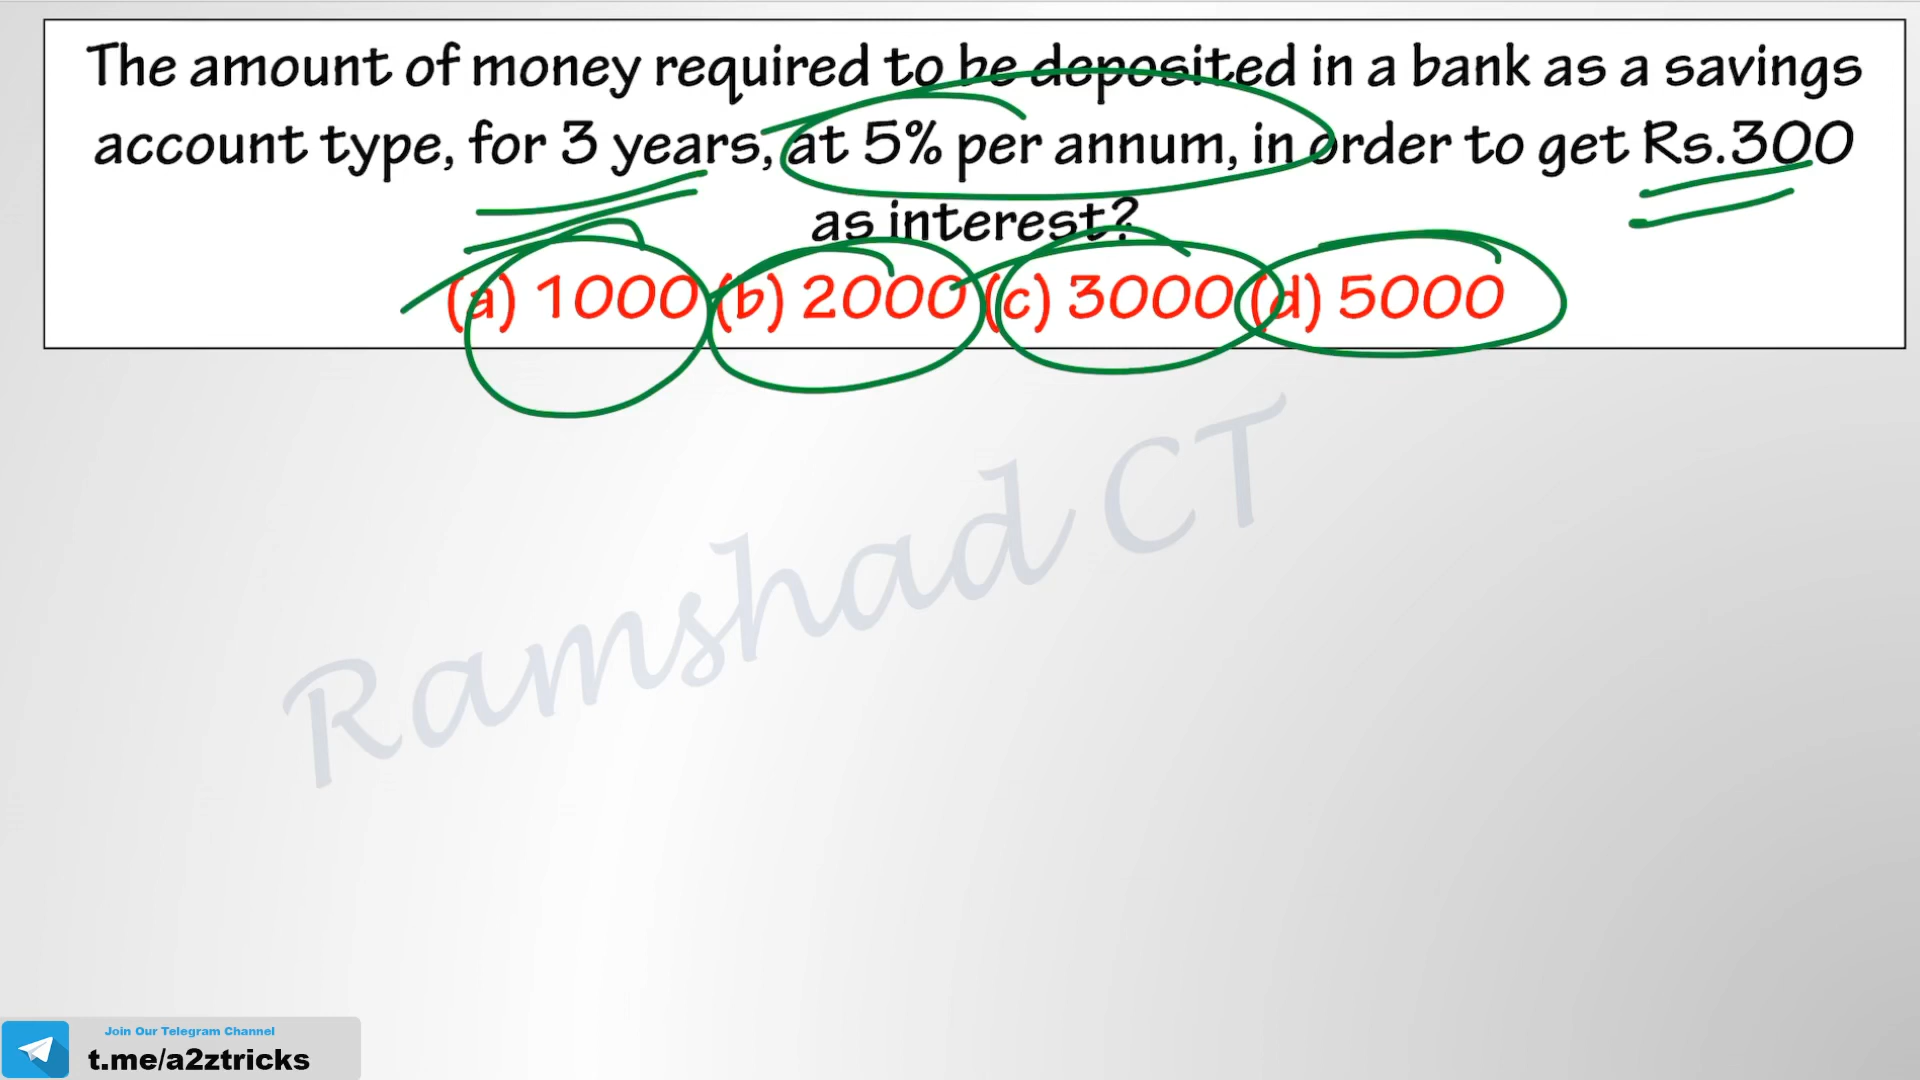 The amount of money required to be deposited in a bank as a savings
account type, for 3 years, at 5% per annum, in order to get Rs.300
as interest?
(a) 1000 (b) 2000 (c) 3000 (d) 5000
Ramshad CT
Join Our Telegram Channel
t.me/a2ztricks